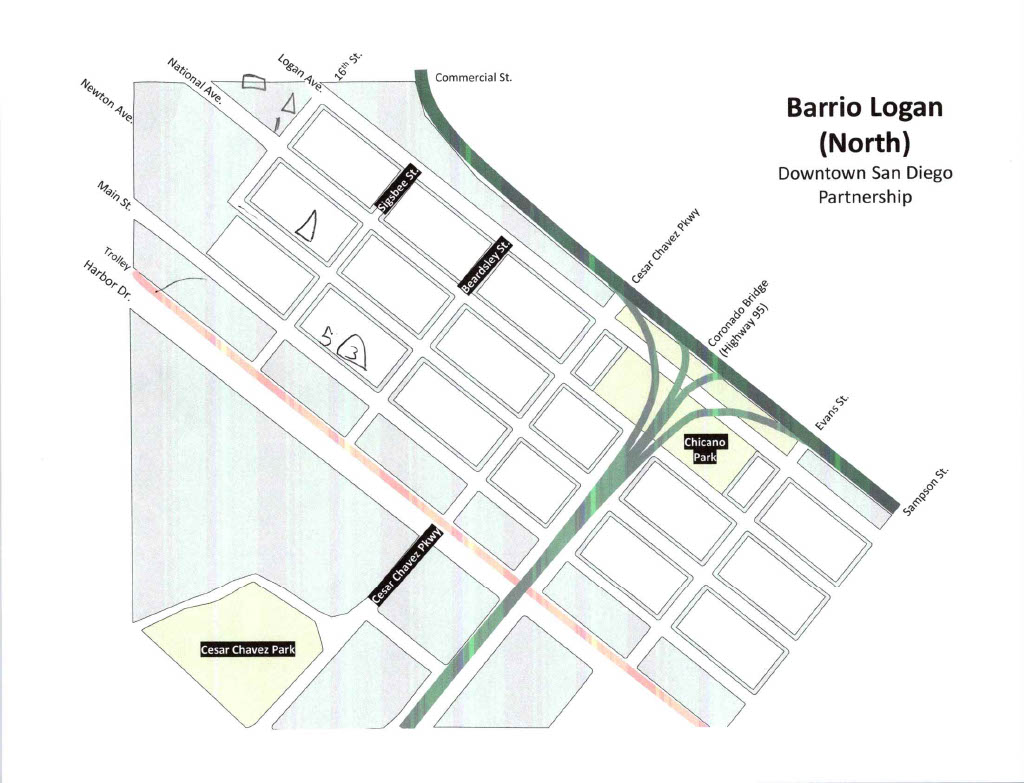 Barrio Logan
(North)
Downtown San Diego
Partnership
Commercial St.
16th St.
Logan Ave.
National Ave.
Newton Ave.
Main St.
Trolley
Harbor Dr.
Sigsbee St.
Beardsley St.
Cesar Chavez Pkwy
Coronado Bridge
(Highway 95)
Evans St.
Sampson St.
Chicano
Park
5 3
Cesar Chavez Pkwy
Cesar Chavez Park